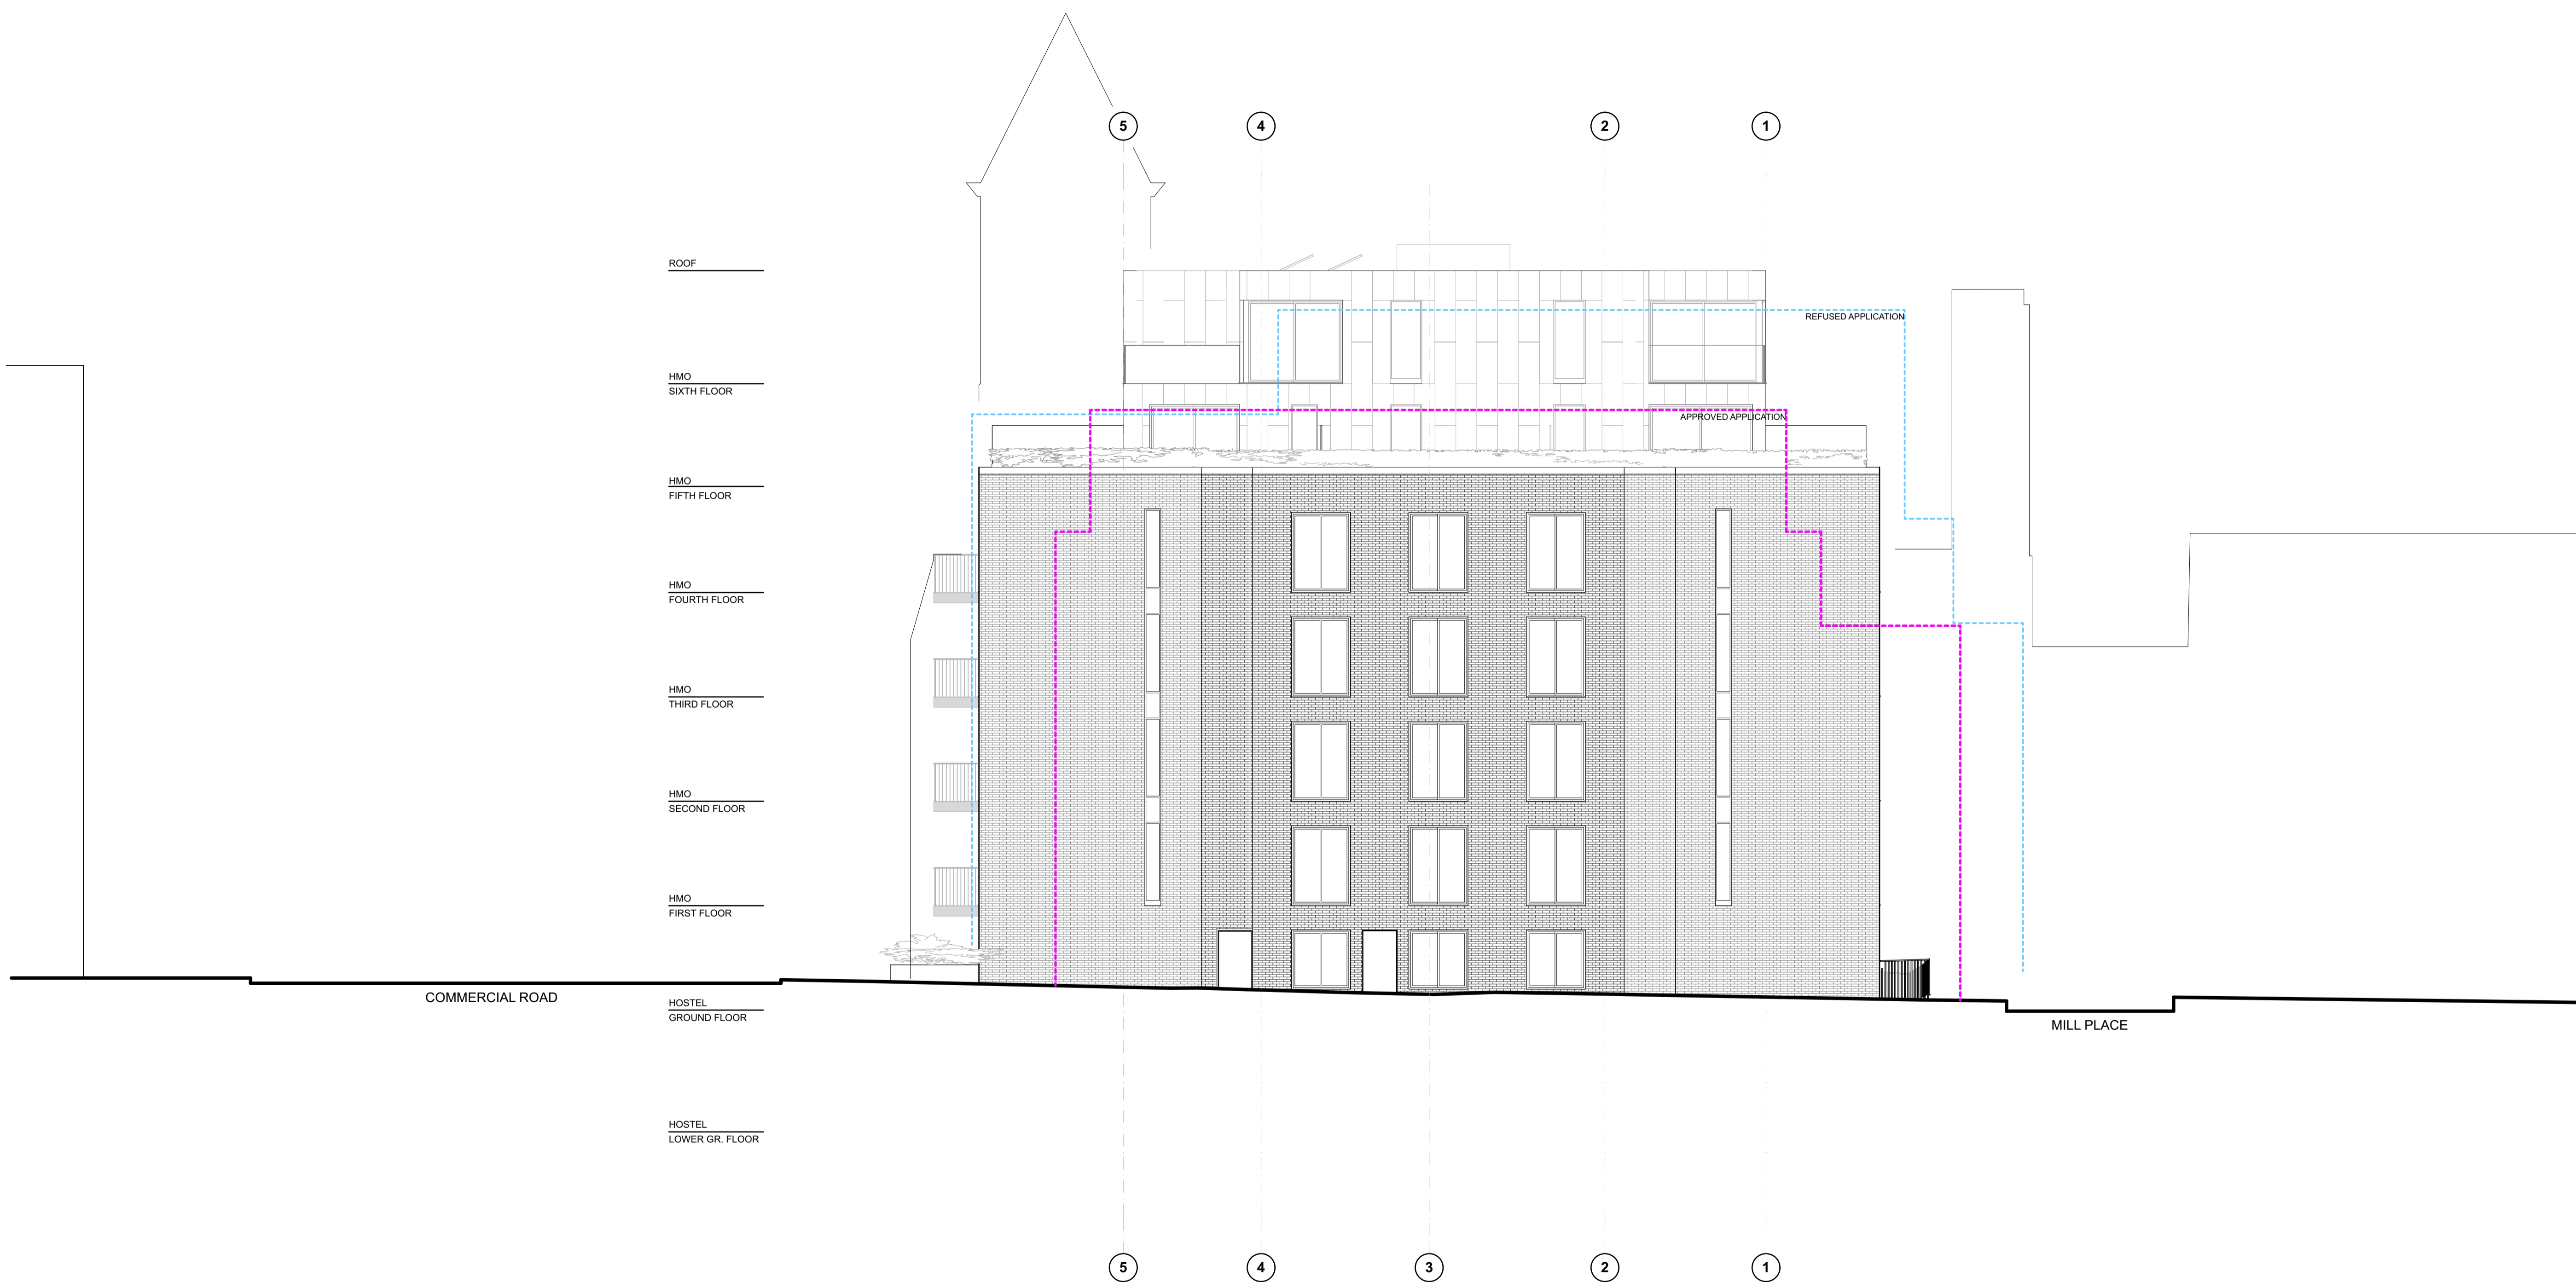 5 4 2 1
ROOF
REFUSED APPLICATION
HMO
SIXTH FLOOR
APPROVED APPLICATION
HMO
FIFTH FLOOR
HMO
FOURTH FLOOR
HMO
THIRD FLOOR
HMO
SECOND FLOOR
HMO
FIRST FLOOR
COMMERCIAL ROAD
HOSTEL
GROUND FLOOR
MILL PLACE
HOSTEL
LOWER GR. FLOOR
5 4 3 2 1